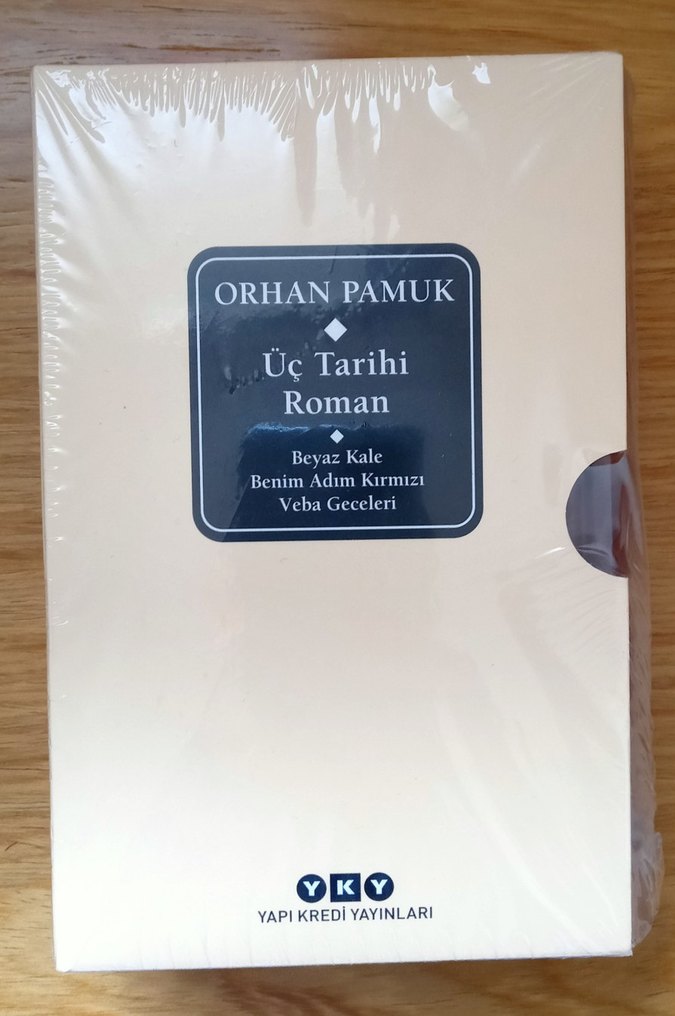 ORHAN PAMUK
Üç Tarihi
Roman
Beyaz Kale
Benim Adım Kırmızı
Veba Geceleri
YKY
YAPI KREDİ YAYINLARI